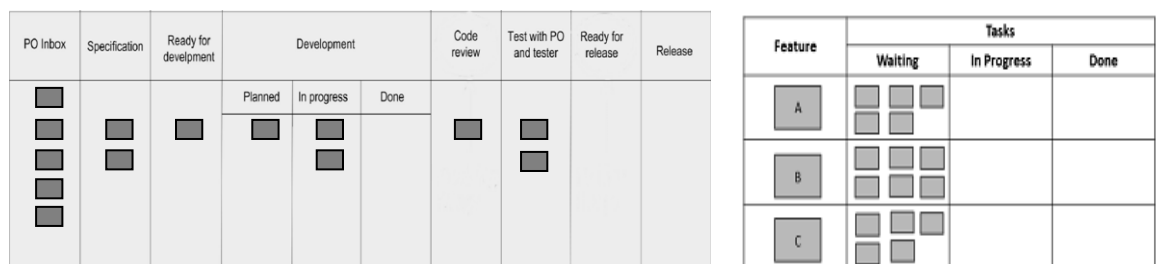 PO Inbox
Specification
Ready for
develpment
Development
Code
review
Test with PO
and tester
Ready for
release
Release
Planned
In progress
Done
Feature
Tasks
Waiting
In Progress
Done
A
B
C